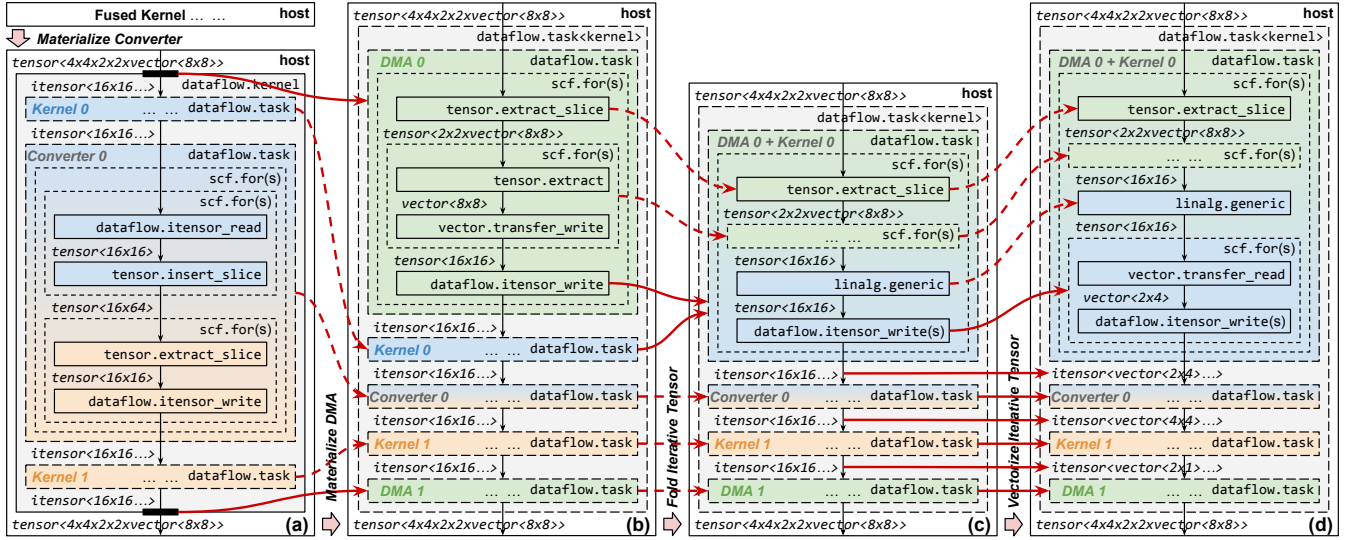 Fused Kernel ... ...
Materialize Converter
host
tensor<4x4x2x2xvector<8x8>>
dataflow.kernel
itensor<16x16...>
Kernel 0
... ... dataflow.task
itensor<16x16...>
Converter 0
dataflow.task
scf.for(s)
scf.for(s)
dataflow.itensor_read
tensor<16x16>
tensor.insert_slice
tensor<16x64>
scf.for(s)
tensor.extract_slice
tensor<16x16>
dataflow.itensor_write
itensor<16x16...>
Kernel 1
... ... dataflow.task
itensor<16x16...>
tensor<4x4x2x2xvector<8x8>>
(a)
Materialize DMA
tensor<4x4x2x2xvector<8x8>>
host
dataflow.task<kernel>
DMA 0
dataflow.task
scf.for(s)
tensor.extract_slice
tensor<2x2xvector<8x8>>
scf.for(s)
tensor.extract
vector<8x8>
vector.transfer_write
tensor<16x16>
dataflow.itensor_write
itensor<16x16...>
Kernel 0
... ... dataflow.task
itensor<16x16...>
Converter 0
... ... dataflow.task
itensor<16x16...>
Kernel 1
... ... dataflow.task
itensor<16x16...>
DMA 1
... ... dataflow.task
tensor<4x4x2x2xvector<8x8>>
(b)
Fold Iterative Tensor
host
tensor<4x4x2x2xvector<8x8>>
dataflow.task<kernel>
DMA 0 + Kernel 0
dataflow.task
scf.for(s)
tensor.extract_slice
tensor<2x2xvector<8x8>>
... ... scf.for(s)
tensor<16x16>
linalg.generic
tensor<16x16>
dataflow.itensor_write(s)
itensor<16x16...>
Converter 0
... ... dataflow.task
itensor<16x16...>
Kernel 1
... ... dataflow.task
itensor<16x16...>
DMA 1
... ... dataflow.task
tensor<4x4x2x2xvector<8x8>>
(c)
Vectorize Iterative Tensor
tensor<4x4x2x2xvector<8x8>>
host
dataflow.task<kernel>
DMA 0 + Kernel 0
dataflow.task
scf.for(s)
tensor.extract_slice
tensor<2x2xvector<8x8>>
... ... scf.for(s)
tensor<16x16>
linalg.generic
tensor<16x16>
scf.for(s)
vector.transfer_read
vector<2x4>
dataflow.itensor_write(s)
itensor<vector<2x4>...>
Converter 0
... ... dataflow.task
itensor<vector<4x4>...>
Kernel 1
... ... dataflow.task
itensor<vector<2x1>...>
DMA 1
... ... dataflow.task
tensor<4x4x2x2xvector<8x8>>
(d)